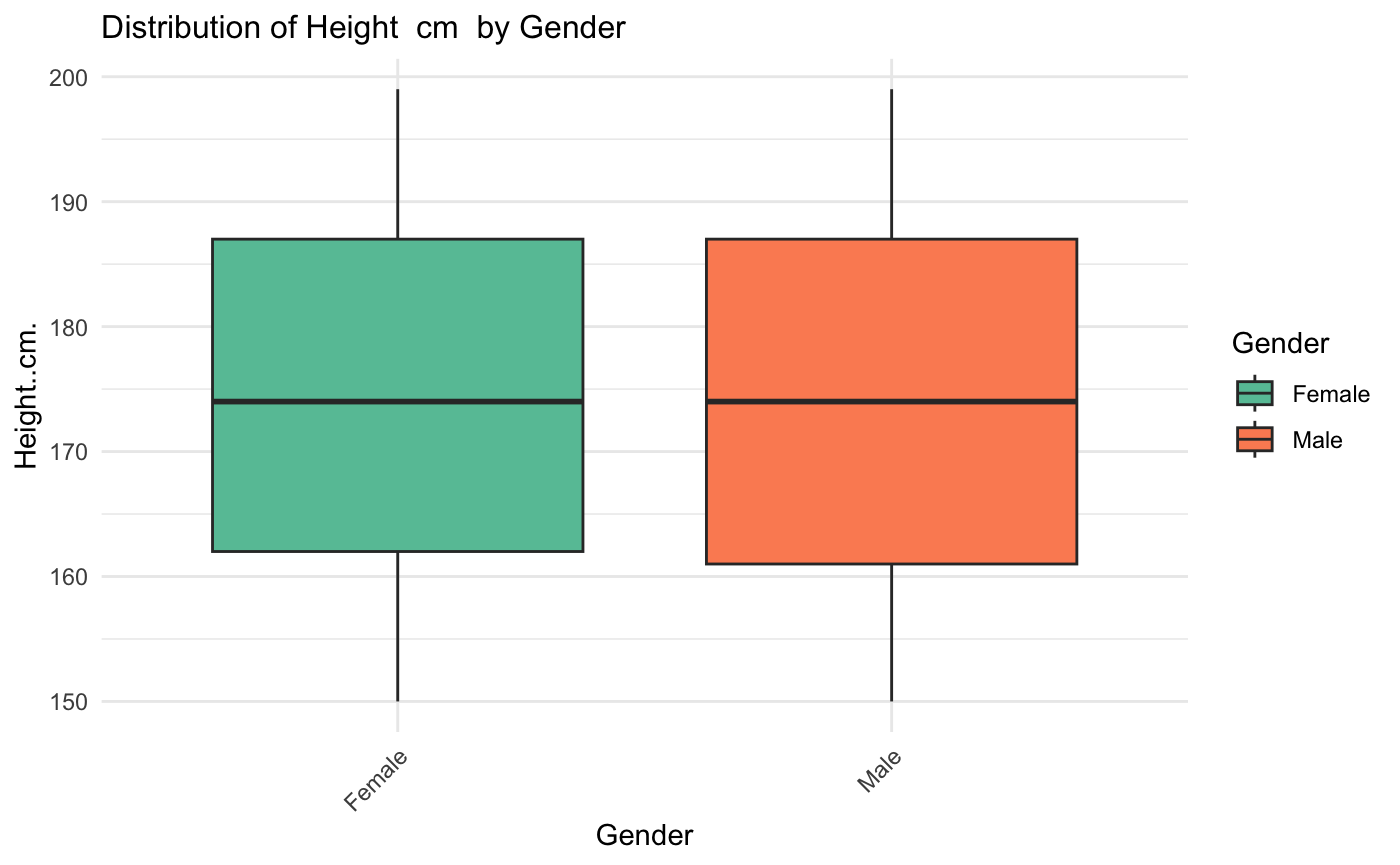 Distribution of Height  cm  by Gender
Height..cm.
200
190
180
170
160
150
Female
Male
Gender
Gender
Female
Male